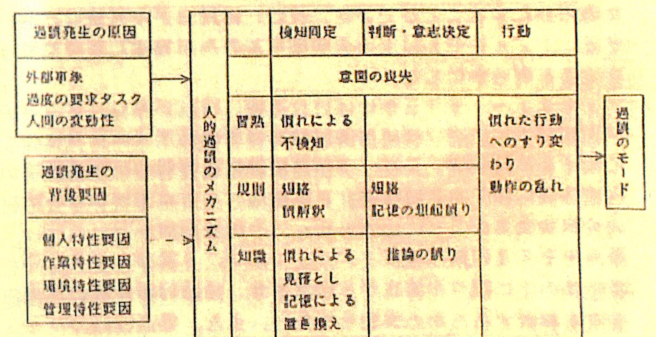 過誤発生の原因
外部事象
過度の要求タスク
人間の変動性
過誤発生の
背後要因
個人特性要因
作業特性要因
環境特性要因
管理特性要因
人的過誤のメカニズム
検知同定
判断・意志決定
行動
意図の喪失
習熟
慣れによる
不検知
規則
短絡
誤解釈
短絡
記憶の想起誤り
知識
慣れによる
見落とし
記憶による
置き換え
推論の誤り
慣れた行動
へのすり変
わり
動作の乱れ
過誤のモード